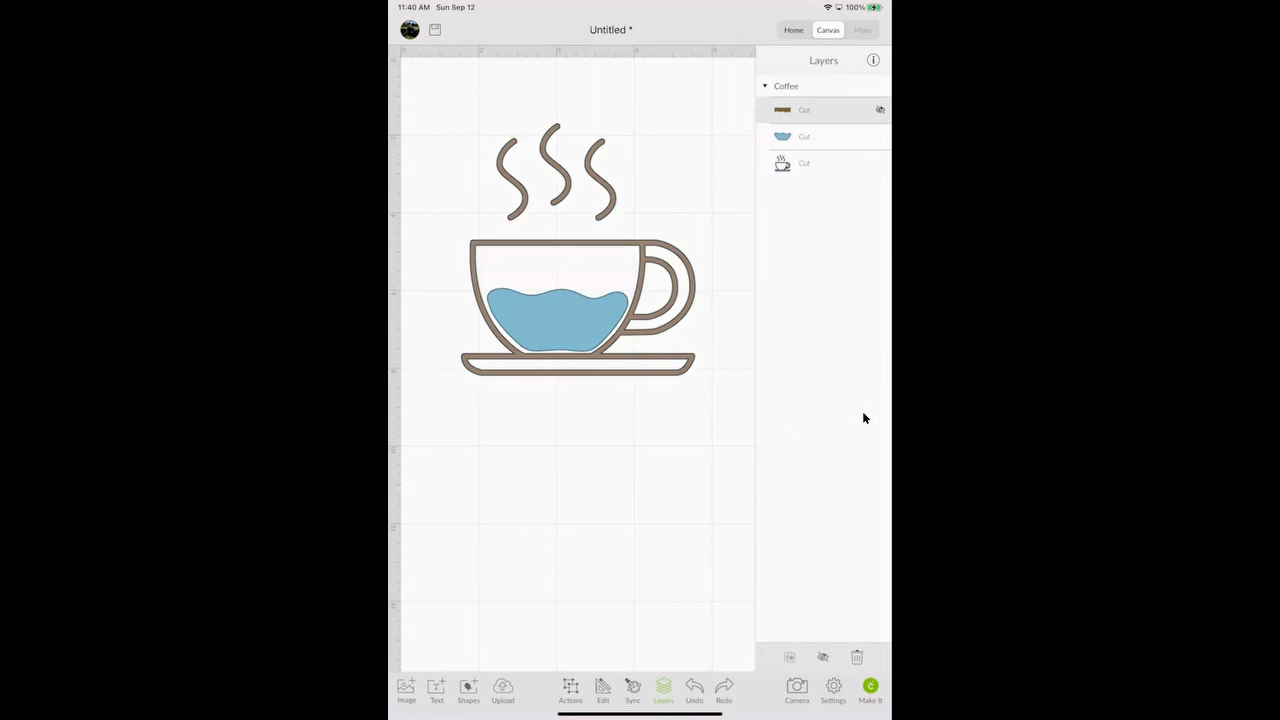 11:40 AM Sun Sep 12 100%
Untitled *
Home Canvas Make
Layers
Coffee
Cut
Cut
Cut
Image Text Shapes Upload Actions Edit Sync Layers Undo Redo Camera Settings Make It